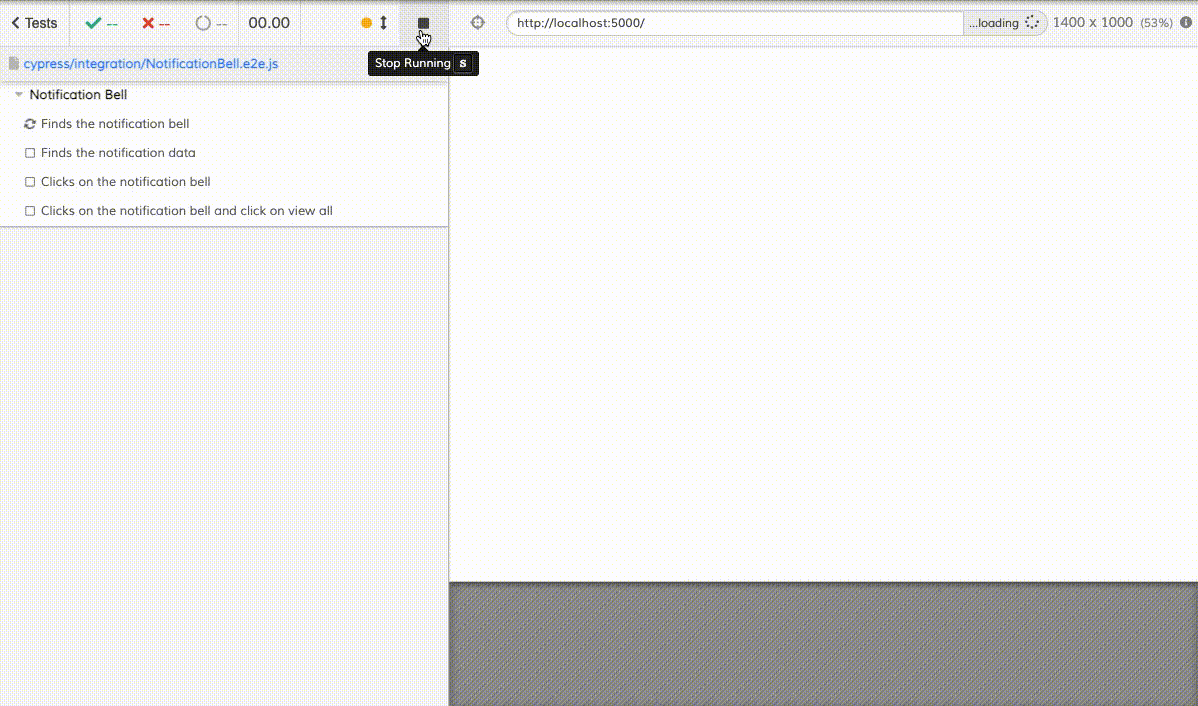 Tests -- -- -- 00.00 http://localhost:5000/ ...loading 1400 x 1000 (53%)
Stop Running s
cypress/integration/NotificationBell.e2e.js
Notification Bell
Finds the notification bell
Finds the notification data
Clicks on the notification bell
Clicks on the notification bell and click on view all